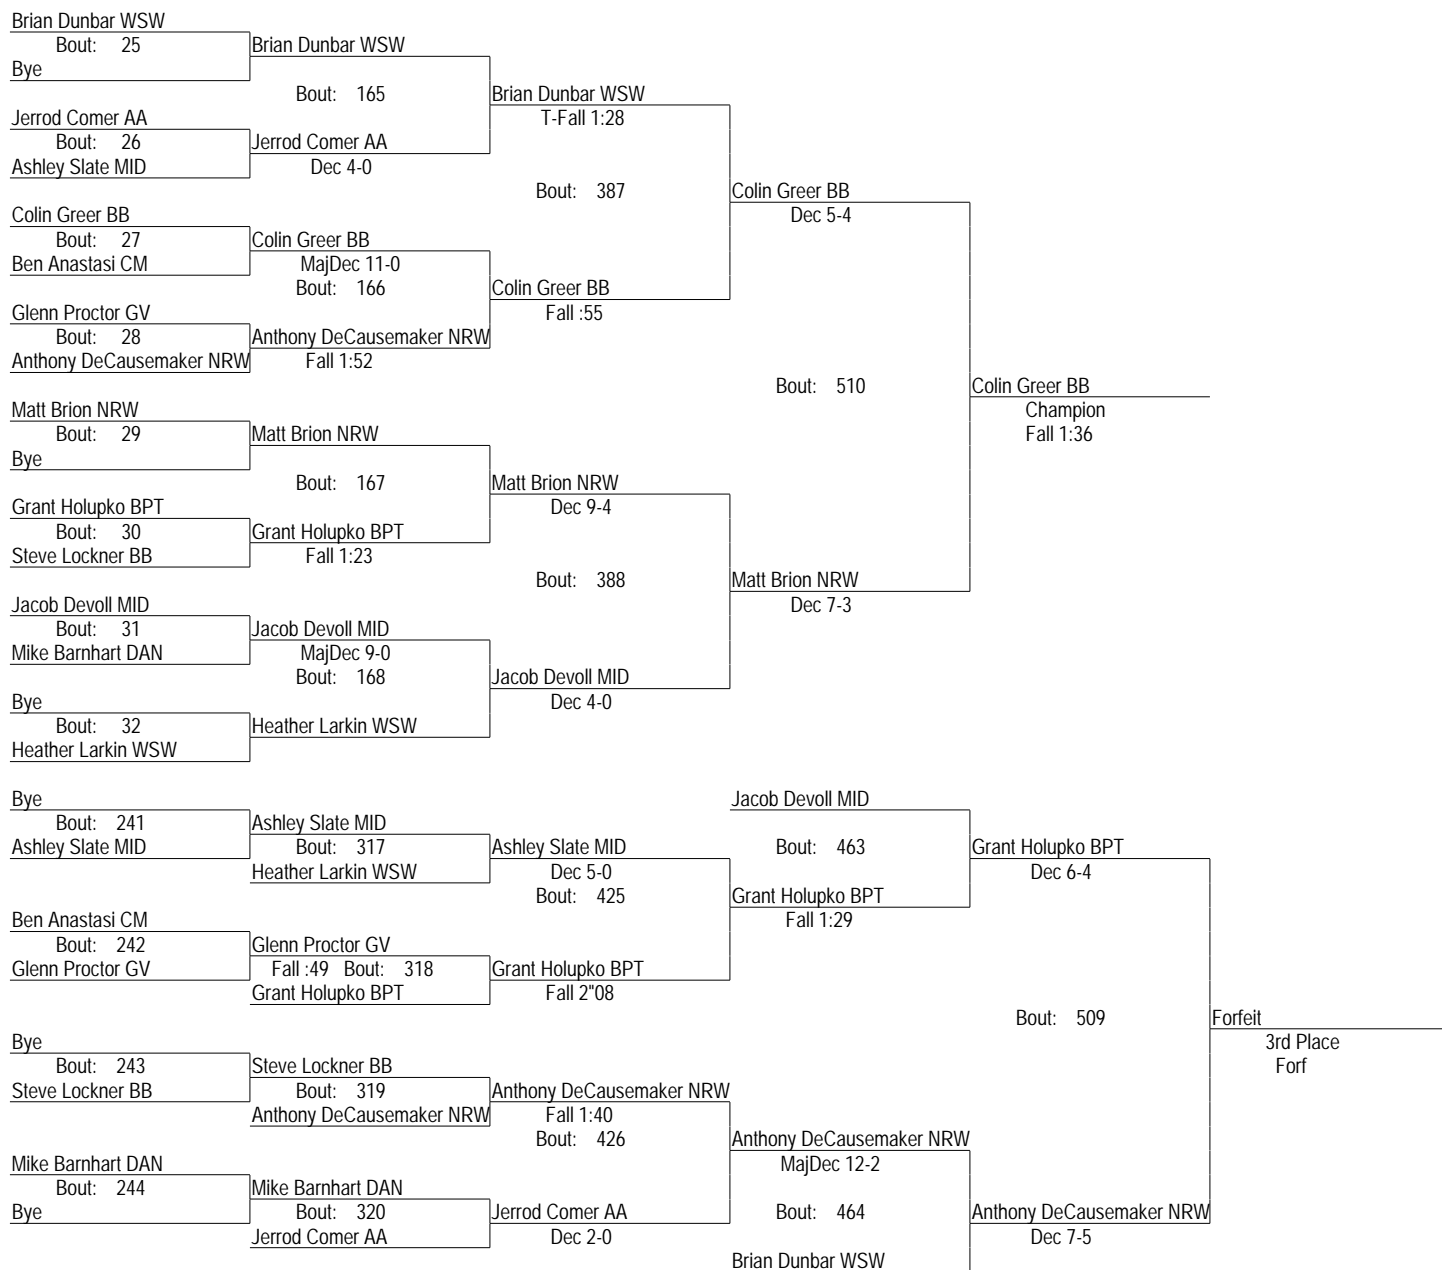 Brian Dunbar WSW
Bout: 25
Brian Dunbar WSW
Bye
Bout: 165
Brian Dunbar WSW
T-Fall 1:28
Jerrod Comer AA
Bout: 26
Jerrod Comer AA
Ashley Slate MID
Dec 4-0
Bout: 387
Colin Greer BB
Dec 5-4
Colin Greer BB
Bout: 27
Colin Greer BB
Ben Anastasi CM
MajDec 11-0
Bout: 166
Colin Greer BB
Fall :55
Glenn Proctor GV
Bout: 28
Anthony DeCausemaker NRW
Anthony DeCausemaker NRW
Fall 1:52
Bout: 510
Colin Greer BB
Champion
Fall 1:36
Matt Brion NRW
Bout: 29
Matt Brion NRW
Bye
Bout: 167
Matt Brion NRW
Dec 9-4
Grant Holupko BPT
Bout: 30
Grant Holupko BPT
Steve Lockner BB
Fall 1:23
Bout: 388
Matt Brion NRW
Dec 7-3
Jacob Devoll MID
Bout: 31
Jacob Devoll MID
Mike Barnhart DAN
MajDec 9-0
Bout: 168
Jacob Devoll MID
Dec 4-0
Bye
Bout: 32
Heather Larkin WSW
Heather Larkin WSW
Bye
Bout: 241
Ashley Slate MID
Ashley Slate MID
Bout: 317
Heather Larkin WSW
Ashley Slate MID
Dec 5-0
Bout: 425
Jacob Devoll MID
Bout: 463
Grant Holupko BPT
Dec 6-4
Grant Holupko BPT
Fall 1:29
Ben Anastasi CM
Bout: 242
Glenn Proctor GV
Glenn Proctor GV
Fall :49 Bout: 318
Grant Holupko BPT
Grant Holupko BPT
Fall 2"08
Bout: 509
Forfeit
3rd Place
Forf
Bye
Bout: 243
Steve Lockner BB
Steve Lockner BB
Bout: 319
Anthony DeCausemaker NRW
Anthony DeCausemaker NRW
Fall 1:40
Bout: 426
Anthony DeCausemaker NRW
MajDec 12-2
Mike Barnhart DAN
Bout: 244
Mike Barnhart DAN
Bye
Bout: 320
Jerrod Comer AA
Jerrod Comer AA
Dec 2-0
Bout: 464
Anthony DeCausemaker NRW
Dec 7-5
Brian Dunbar WSW